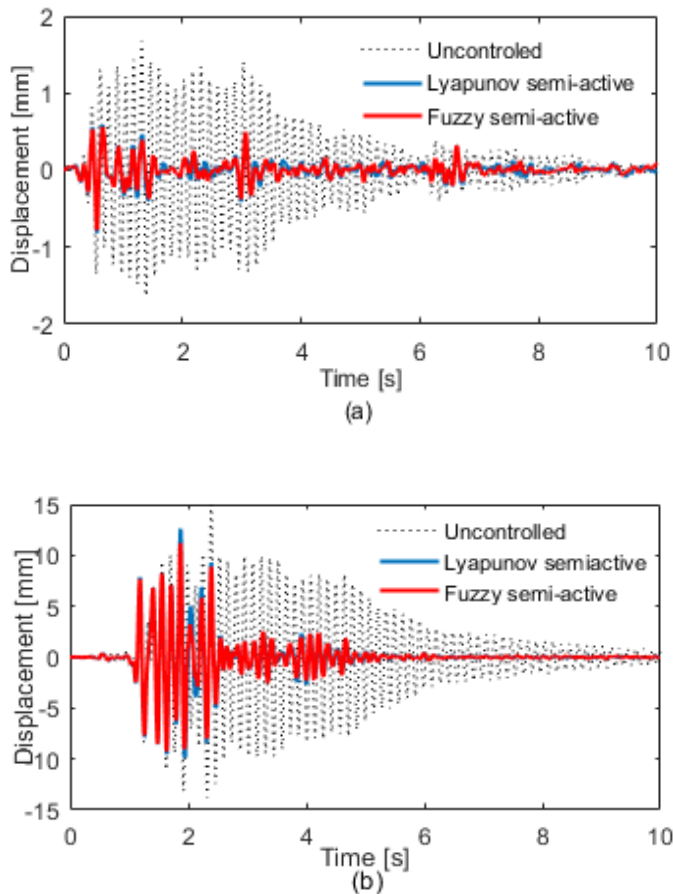 2
1
0
-1
-2
Displacement [mm]
Uncontroled
Lyapunov semi-active
Fuzzy semi-active
0 2 4 6 8 10
Time [s]
(a)
15
10
5
0
-5
-10
-15
Displacement [mm]
Uncontrolled
Lyapunov semiactive
Fuzzy semi-active
0 2 4 6 8 10
Time [s]
(b)